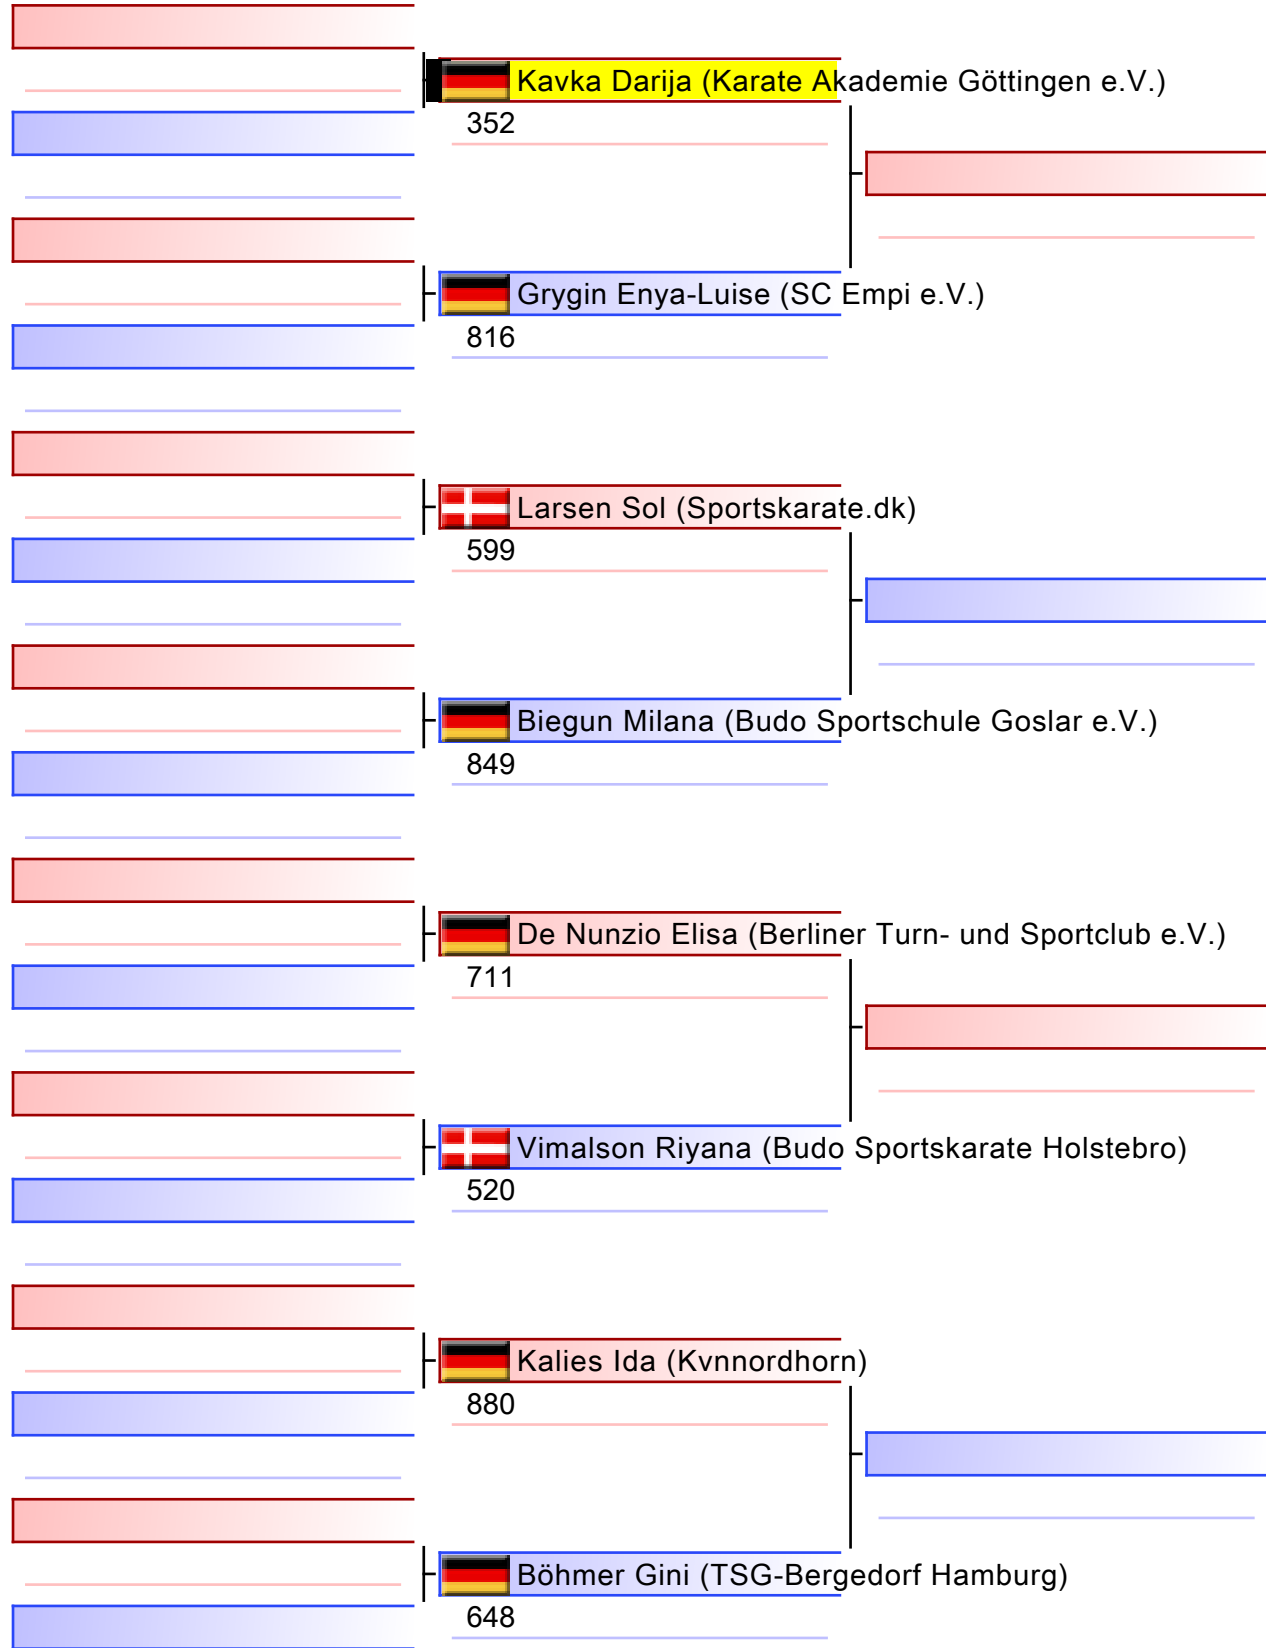 Kavka Darija (Karate Akademie Göttingen e.V.)
352
Grygin Enya-Luise (SC Empi e.V.)
816
Larsen Sol (Sportskarate.dk)
599
Biegun Milana (Budo Sportschule Goslar e.V.)
849
De Nunzio Elisa (Berliner Turn- und Sportclub e.V.)
711
Vimalson Riyana (Budo Sportskarate Holstebro)
520
Kalies Ida (Kvnnordhorn)
880
Böhmer Gini (TSG-Bergedorf Hamburg)
648